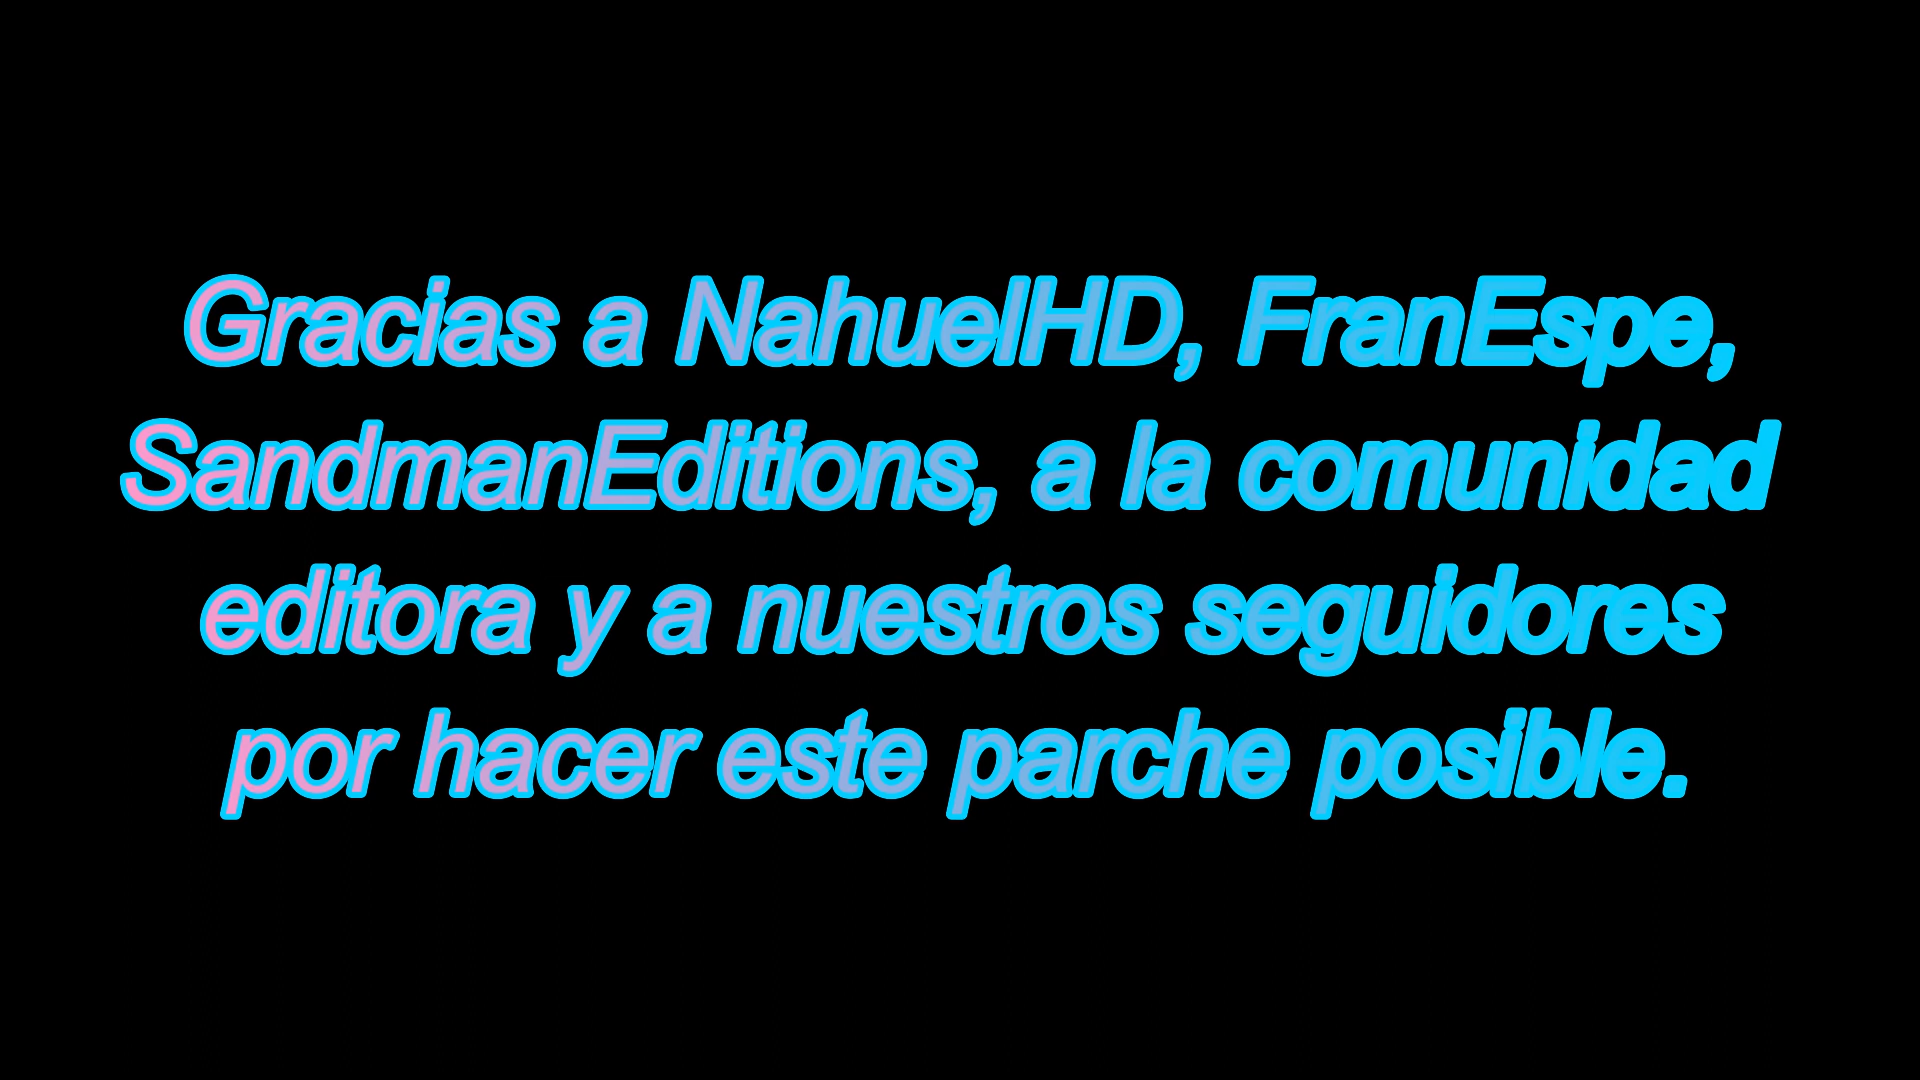 Gracias a NahuelHD, FranEspe,
SandmanEditions, a la comunidad
editora y a nuestros seguidores
por hacer este parche posible.